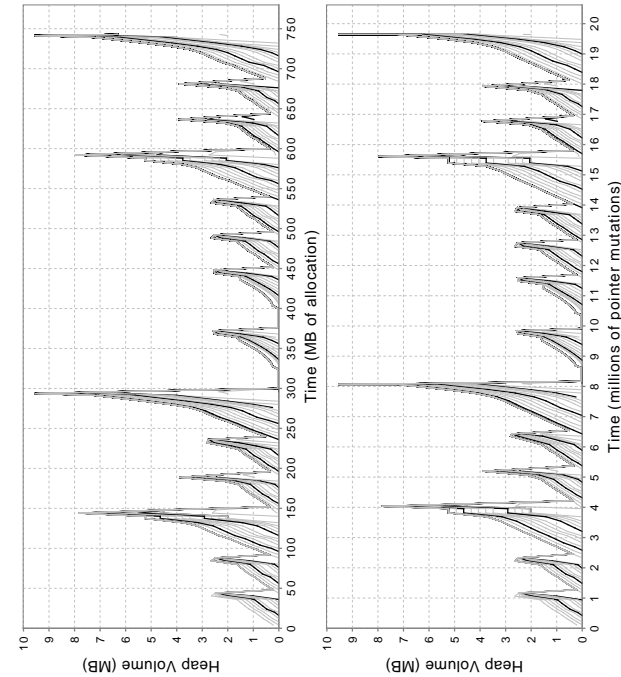 Heap Volume (MB)
10 9 8 7 6 5 4 3 2 1 0
0 50 100 150 200 250 300 350 400 450 500 550 600 650 700 750
Time (MB of allocation)
Heap Volume (MB)
10 9 8 7 6 5 4 3 2 1 0
0 1 2 3 4 5 6 7 8 9 10 11 12 13 14 15 16 17 18 19 20
Time (millions of pointer mutations)